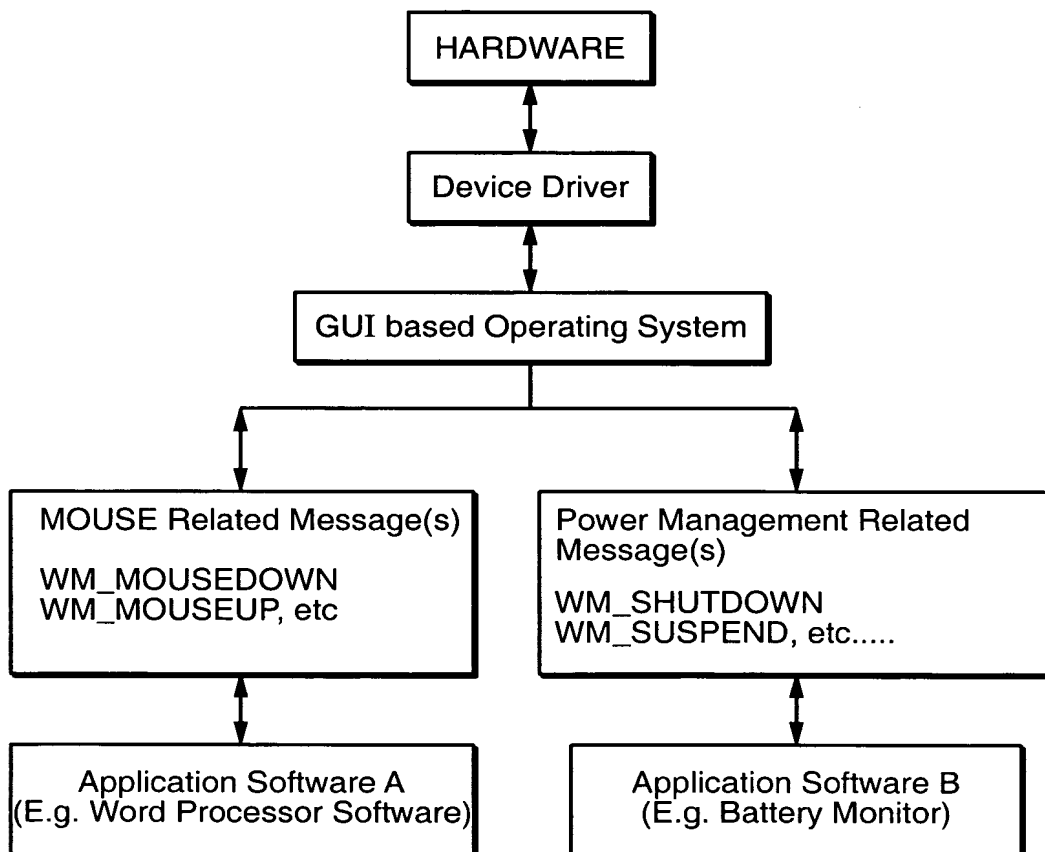 HARDWARE
Device Driver
GUI based Operating System
MOUSE Related Message(s)
WM_MOUSEDOWN
WM_MOUSEUP, etc
Power Management Related
Message(s)
WM_SHUTDOWN
WM_SUSPEND, etc.....
Application Software A
(E.g. Word Processor Software)
Application Software B
(E.g. Battery Monitor)